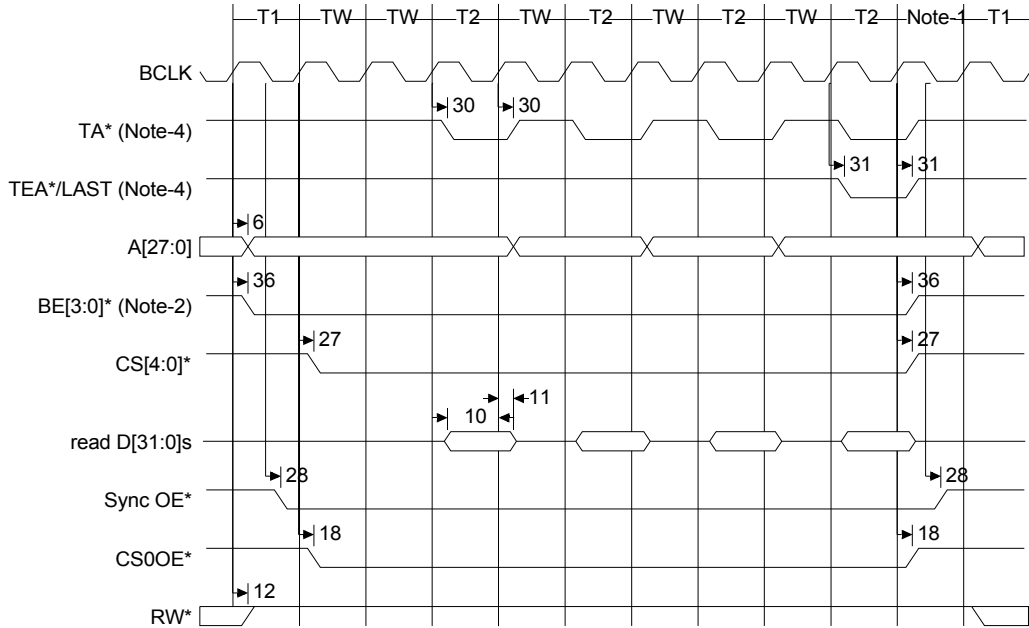 T1 TW TW T2 TW T2 TW T2 TW T2 Note-1 T1
BCLK
30 30
TA* (Note-4)
31 31
TEA*/LAST (Note-4)
6
A[27:0]
36 36
BE[3:0]* (Note-2)
27 27
CS[4:0]*
11
10
read D[31:0]s
28 28
Sync OE*
18 18
CS0OE*
12
RW*